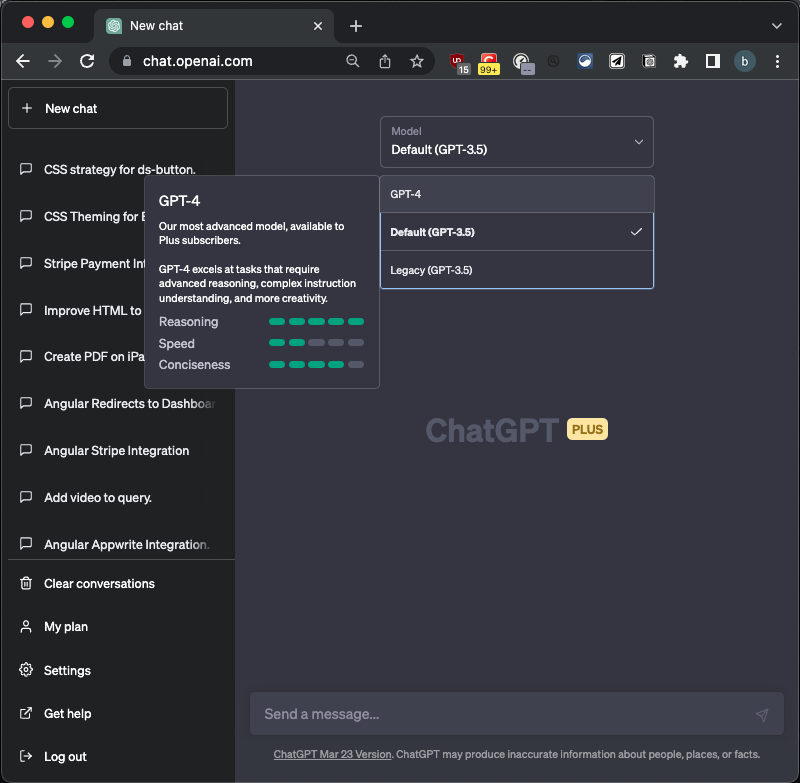 New chat
chat.openai.com
15
99+
b
New chat
CSS strategy for ds-button.
CSS Theming for
Stripe Payment
Improve HTML to
Create PDF on
Angular Redirects to Dashboar
Angular Stripe Integration
Add video to query.
Angular Appwrite Integration.
Clear conversations
My plan
Settings
Get help
Log out
Model
Default (GPT-3.5)
GPT-4
Default (GPT-3.5)
Legacy (GPT-3.5)
GPT-4
Our most advanced model, available to
Plus subscribers.
GPT-4 excels at tasks that require
advanced reasoning, complex instruction
understanding, and more creativity.
Reasoning
Speed
Conciseness
ChatGPT PLUS
Send a message...
ChatGPT Mar 23 Version. ChatGPT may produce inaccurate information about people, places, or facts.